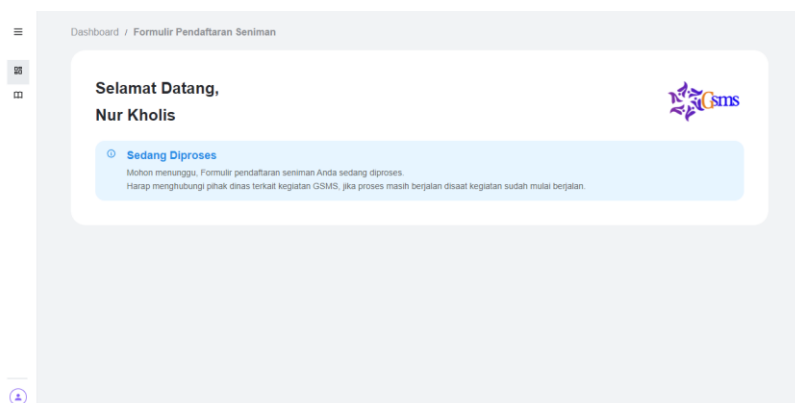 Dashboard / Formulir Pendaftaran Seniman
Selamat Datang,
Nur Kholis
Gsms
Sedang Diproses
Mohon menunggu, Formulir pendaftaran seniman Anda sedang diproses.
Harap menghubungi pihak dinas terkait kegiatan GSMS, jika proses masih berjalan disaat kegiatan sudah mulai berjalan.